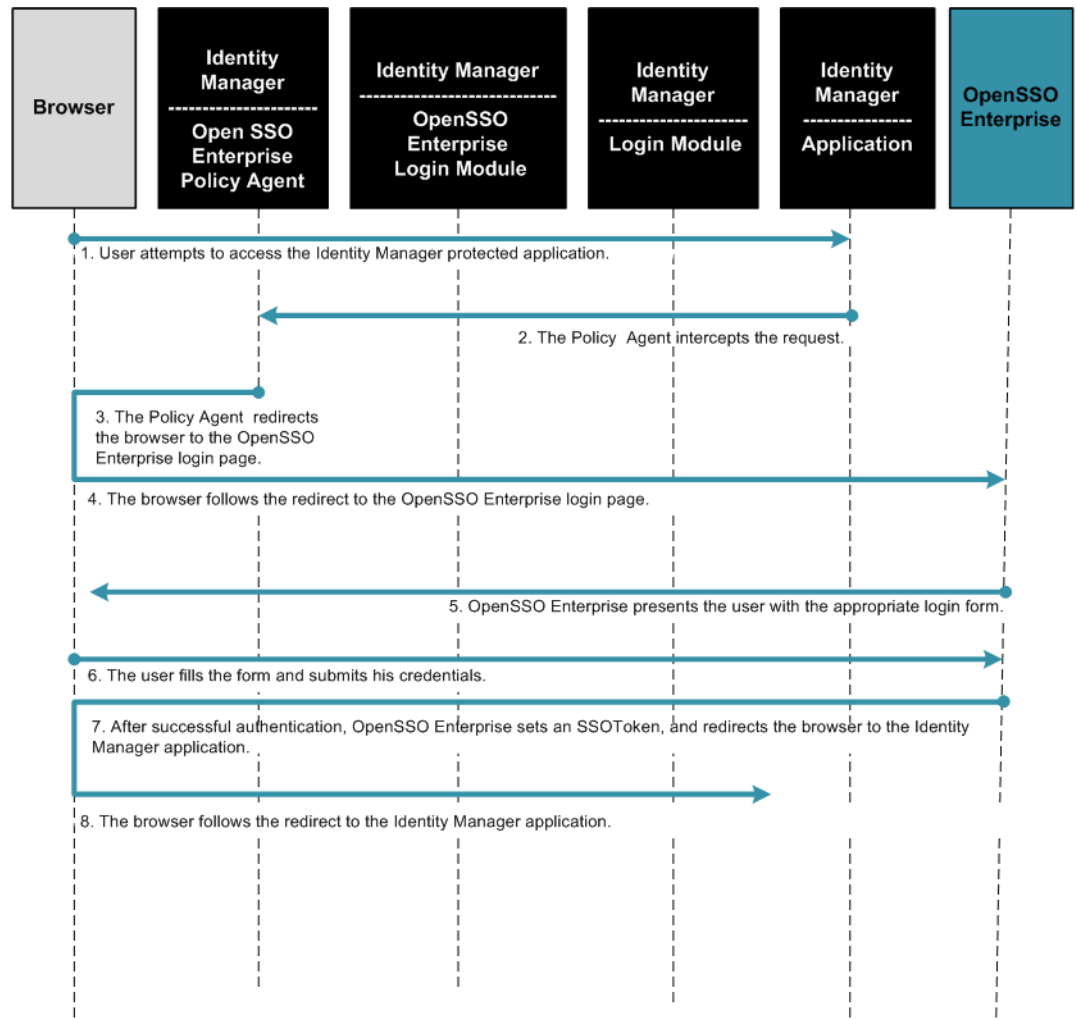 Browser
Identity
Manager
Open SSO
Enterprise
Policy Agent
Identity Manager
OpenSSO
Enterprise
Login Module
Identity
Manager
Login Module
Identity
Manager
Application
OpenSSO
Enterprise
1. User attempts to access the Identity Manager protected application.
2. The Policy Agent intercepts the request.
3. The Policy Agent redirects
the browser to the OpenSSO
Enterprise login page.
4. The browser follows the redirect to the OpenSSO Enterprise login page.
5. OpenSSO Enterprise presents the user with the appropriate login form.
6. The user fills the form and submits his credentials.
7. After successful authentication, OpenSSO Enterprise sets an SSOToken, and redirects the browser to the Identity
Manager application.
8. The browser follows the redirect to the Identity Manager application.